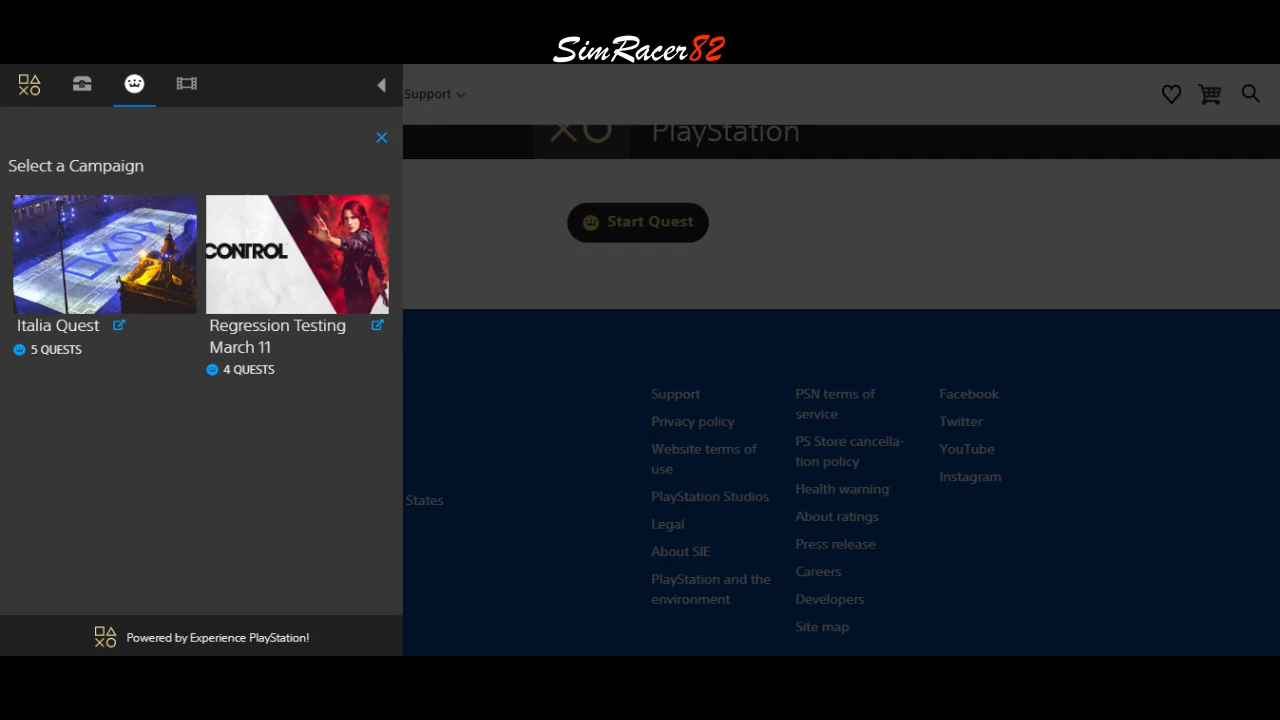 SimRacer82
Support
PlayStation
Select a Campaign
CONTROL
Italia Quest
5 QUESTS
Regression Testing
March 11
4 QUESTS
Start Quest
States
Support
Privacy policy
Website terms of
use
PlayStation Studios
Legal
About SIE
PlayStation and the
environment
PSN terms of
service
PS Store cancella-
tion policy
Health warning
About ratings
Press release
Careers
Developers
Site map
Facebook
Twitter
YouTube
Instagram
Powered by Experience PlayStation!